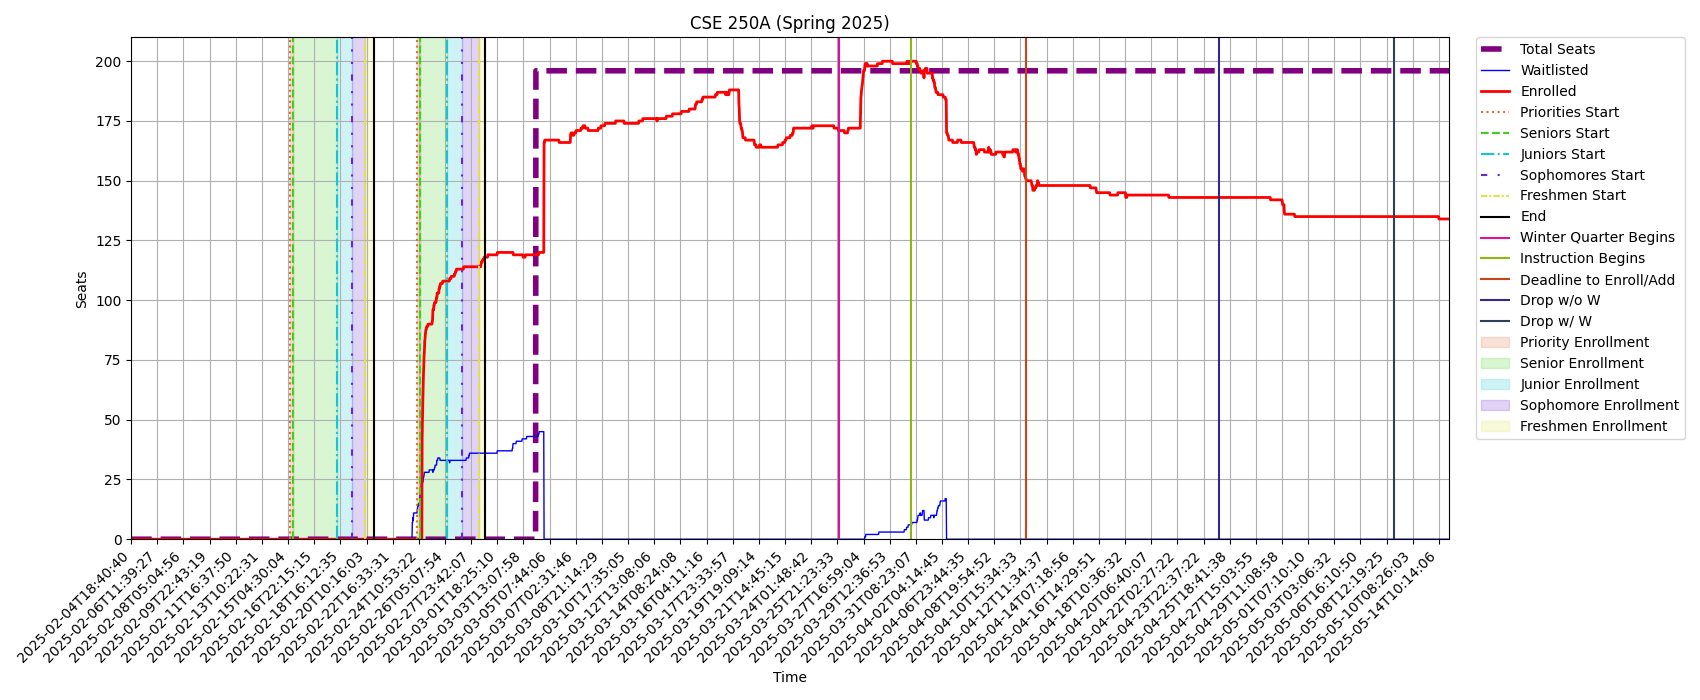 CSE 250A (Spring 2025)
Seats
200
175
150
125
100
75
50
25
0
2025-02-04T18:40:40
2025-02-06T11:39:27
2025-02-08T05:04:56
2025-02-09T22:43:19
2025-02-11T16:37:50
2025-02-13T10:22:31
2025-02-15T04:30:04
2025-02-16T22:15:15
2025-02-18T16:12:35
2025-02-20T10:16:03
2025-02-22T16:33:31
2025-02-24T10:53:22
2025-02-26T05:07:54
2025-02-27T23:42:07
2025-03-01T18:25:10
2025-03-03T13:07:58
2025-03-05T07:44:06
2025-03-07T02:31:46
2025-03-08T21:14:29
2025-03-10T17:35:05
2025-03-12T13:08:06
2025-03-14T08:24:08
2025-03-16T04:11:16
2025-03-17T23:33:57
2025-03-19T19:09:14
2025-03-21T14:45:15
2025-03-24T01:48:42
2025-03-25T21:23:33
2025-03-27T16:59:04
2025-03-29T12:36:53
2025-03-31T08:23:07
2025-04-02T04:14:45
2025-04-06T23:44:35
2025-04-08T19:54:52
2025-04-10T15:34:33
2025-04-12T11:34:37
2025-04-14T07:18:56
2025-04-16T14:29:51
2025-04-18T10:36:32
2025-04-20T06:40:07
2025-04-22T02:27:22
2025-04-23T22:37:22
2025-04-25T18:41:38
2025-04-27T15:03:55
2025-04-29T11:08:58
2025-05-01T07:10:10
2025-05-03T03:06:32
2025-05-06T16:10:50
2025-05-08T12:19:25
2025-05-10T08:26:03
2025-05-14T10:14:06
Time
Total Seats
Waitlisted
Enrolled
Priorities Start
Seniors Start
Juniors Start
Sophomores Start
Freshmen Start
End
Winter Quarter Begins
Instruction Begins
Deadline to Enroll/Add
Drop w/o W
Drop w/ W
Priority Enrollment
Senior Enrollment
Junior Enrollment
Sophomore Enrollment
Freshmen Enrollment